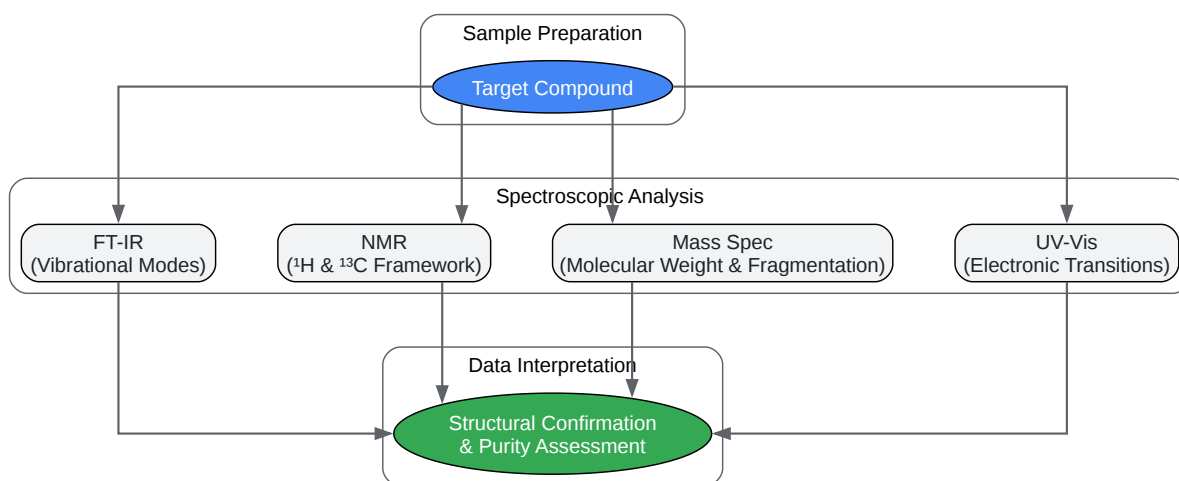 Sample Preparation
Target Compound
Spectroscopic Analysis
FT-IR
(Vibrational Modes)
NMR
(¹H & ¹³C Framework)
Mass Spec
(Molecular Weight & Fragmentation)
UV-Vis
(Electronic Transitions)
Data Interpretation
Structural Confirmation
& Purity Assessment